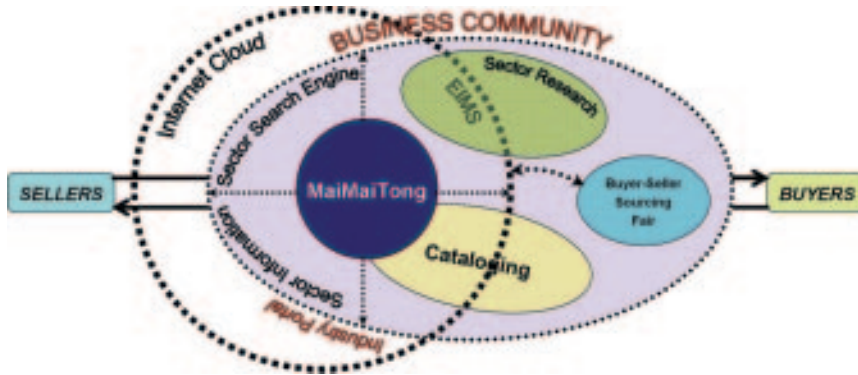 BUSINESS COMMUNITY
Internet Cloud
Sector Search Engine
Sector Research
EIMS
MaiMaiTong
SELLERS
Buyer-Seller
Sourcing
Fair
BUYERS
Cataloging
Sector Information
Industry Portal